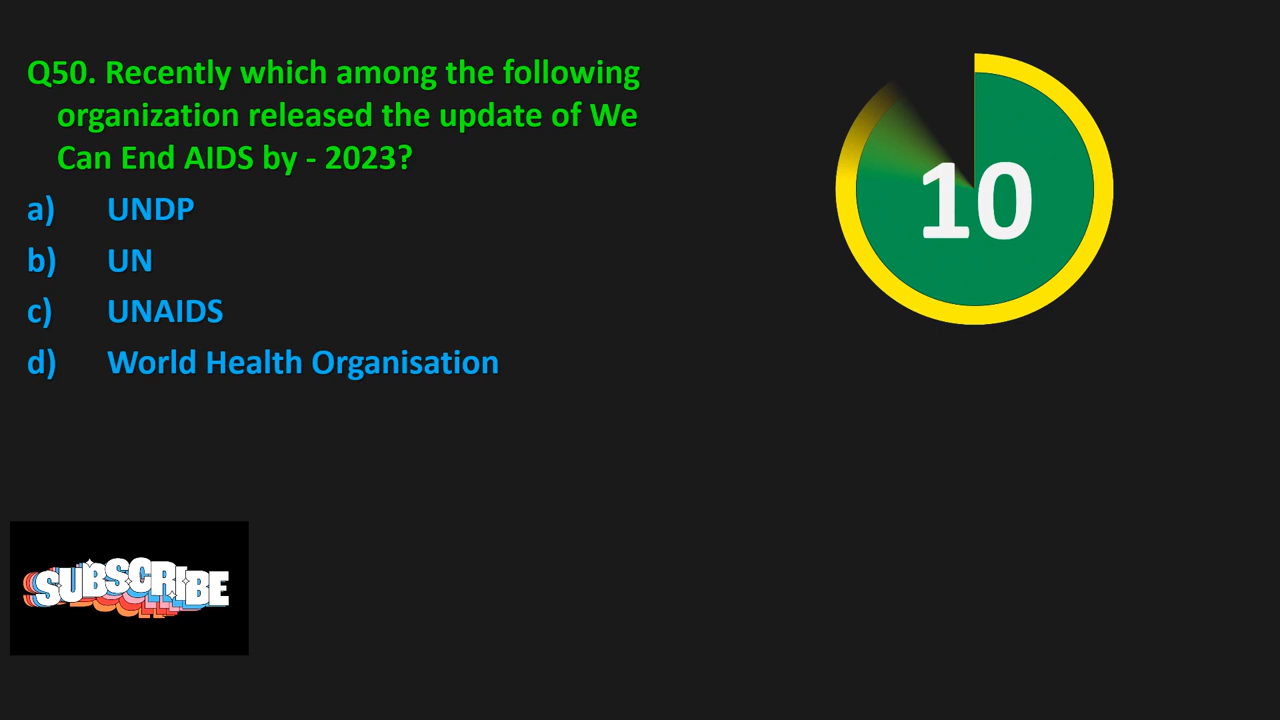 Q50. Recently which among the following
organization released the update of We
Can End AIDS by - 2023?
a) UNDP
b) UN
c) UNAIDS
d) World Health Organisation
10
SUBSCRIBE